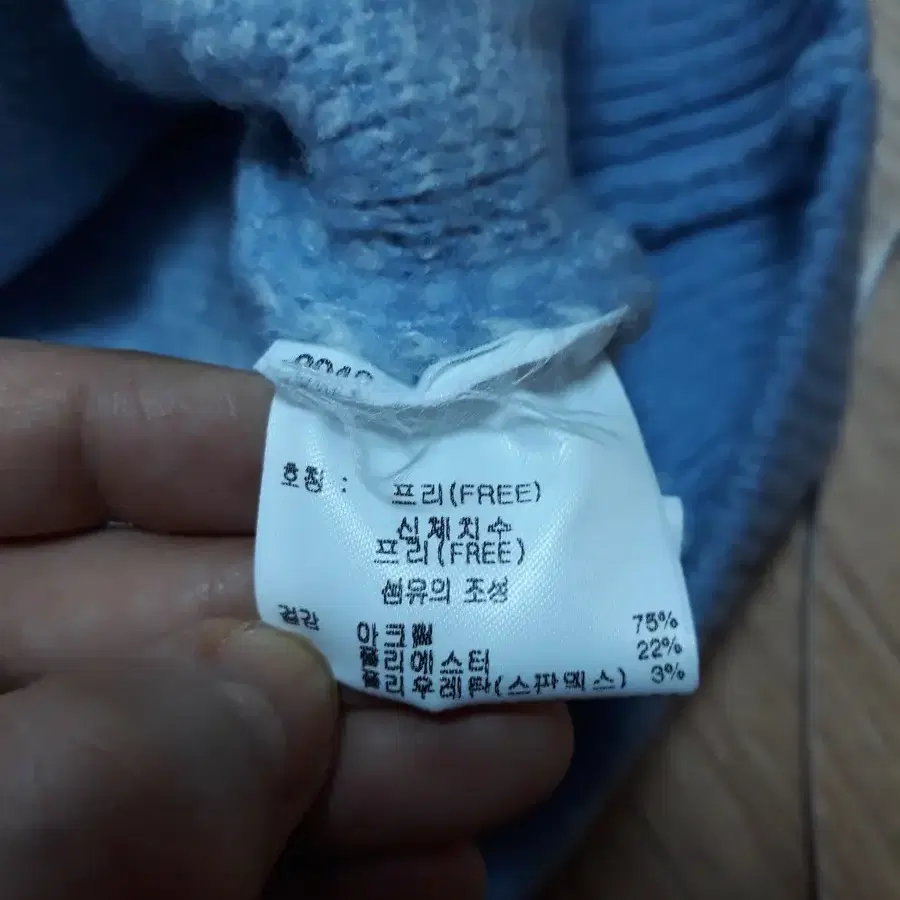 호칭 : 프리(FREE)
신체치수
프리(FREE)
섬유의 조성
겉감
아크릴 75%
폴리에스터 22%
폴리우레탄(스판덱스) 3%